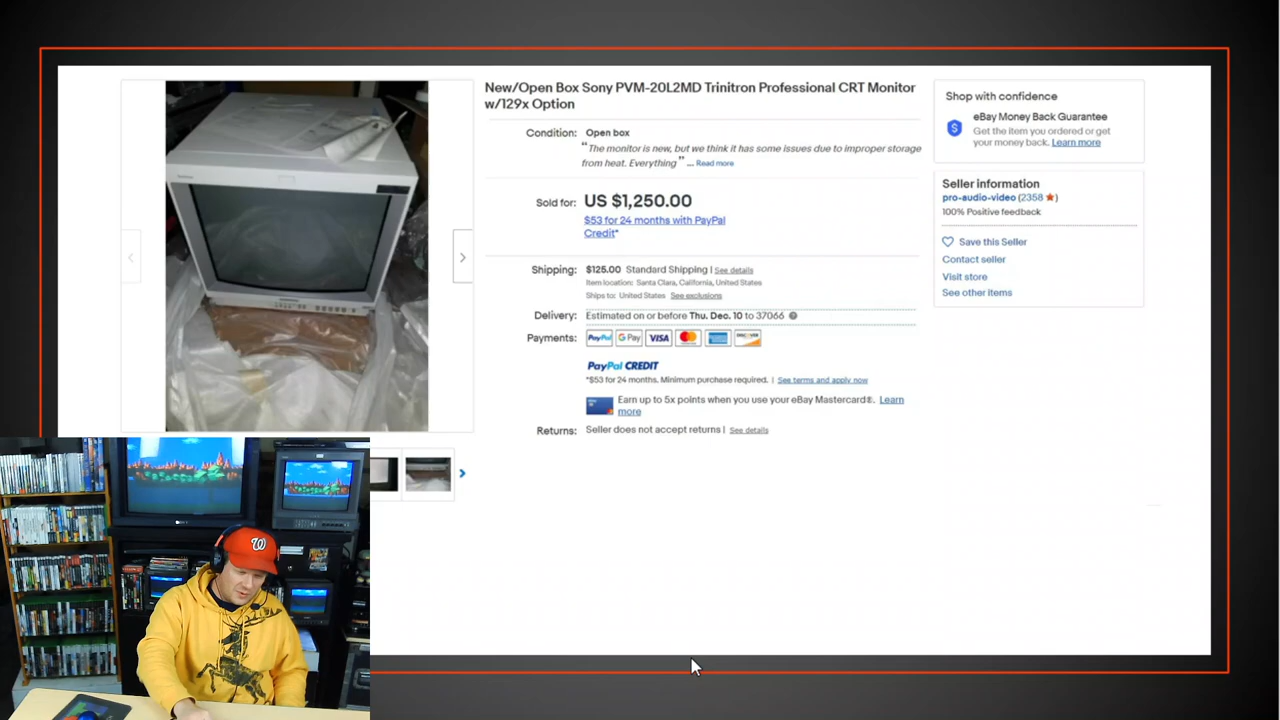 New/Open Box Sony PVM-20L2MD Trinitron Professional CRT Monitor
w/129x Option
Condition: Open box
“The monitor is new, but we think it has some issues due to improper storage
from heat. Everything” ... Read more
Sold for: US $1,250.00
$53 for 24 months with PayPal
Credit*
Shipping: $125.00 Standard Shipping | See details
Item location: Santa Clara, California, United States
Ships to: United States See exclusions
Delivery: Estimated on or before Thu. Dec. 10 to 37066
Payments: PayPal G Pay VISA
PayPal CREDIT
*$53 for 24 months. Minimum purchase required. | See terms and apply now
Earn up to 5x points when you use your eBay Mastercard®. Learn
more
Returns: Seller does not accept returns | See details
Shop with confidence
eBay Money Back Guarantee
Get the item you ordered or get
your money back. Learn more
Seller information
pro-audio-video (2358 )
100% Positive feedback
Save this Seller
Contact seller
Visit store
See other items
W